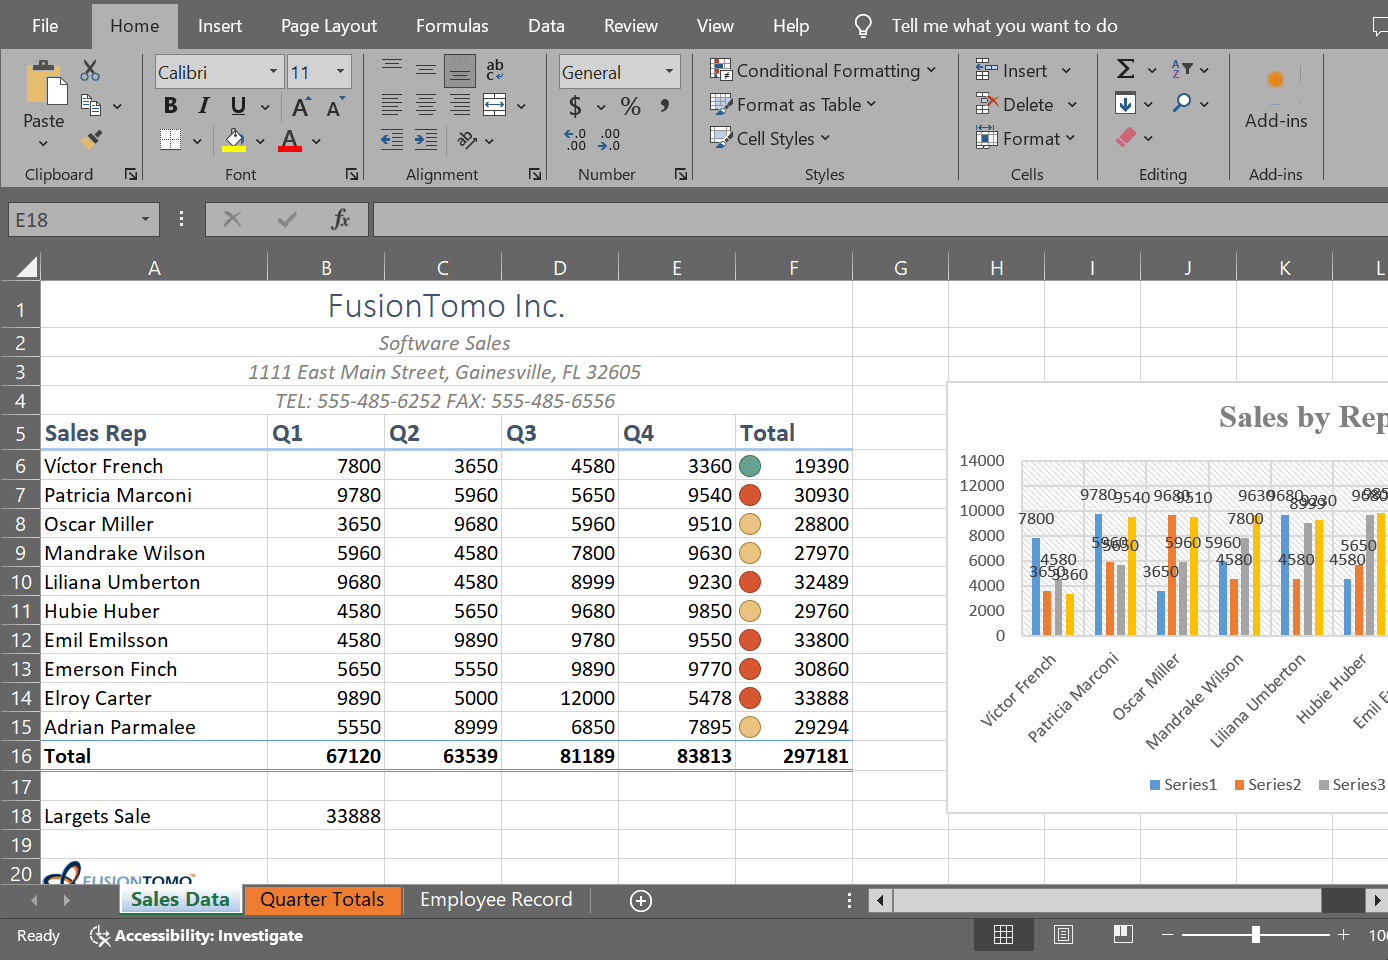 File Home Insert Page Layout Formulas Data Review View Help Tell me what you want to do
Paste
Clipboard
Calibri 11
B I U A A
A
Font
ab
c
Alignment
General
$ % ,
.0 .00
.00 .0
Number
Conditional Formatting
Format as Table
Cell Styles
Styles
Insert
Delete
Format
Cells
Σ A
Z
Editing
Add-ins
Add-ins
E18 fx
A B C D E F G H I J K L
1 FusionTomo Inc.
2 Software Sales
3 1111 East Main Street, Gainesville, FL 32605
4 TEL: 555-485-6252 FAX: 555-485-6556
5 Sales Rep Q1 Q2 Q3 Q4 Total
6 Víctor French 7800 3650 4580 3360 19390
7 Patricia Marconi 9780 5960 5650 9540 30930
8 Oscar Miller 3650 9680 5960 9510 28800
9 Mandrake Wilson 5960 4580 7800 9630 27970
10 Liliana Umberton 9680 4580 8999 9230 32489
11 Hubie Huber 4580 5650 9680 9850 29760
12 Emil Emilsson 4580 9890 9780 9550 33800
13 Emerson Finch 5650 5550 9890 9770 30860
14 Elroy Carter 9890 5000 12000 5478 33888
15 Adrian Parmalee 5550 8999 6850 7895 29294
16 Total 67120 63539 81189 83813 297181
17
18 Largets Sale 33888
19
20 FUSIONTOMO™
Sales by Rep
14000
12000
10000
8000
6000
4000
2000
0
7800 3650 4580 3360
9780 5960 5650 9540
3650 9680 5960 9510
5960 4580 7800 9630
9680 4580 8999 9230
4580 5650 9680 985
Víctor French
Patricia Marconi
Oscar Miller
Mandrake Wilson
Liliana Umberton
Hubie Huber
Emil E
Series1 Series2 Series3
Sales Data Quarter Totals Employee Record
Ready Accessibility: Investigate 100